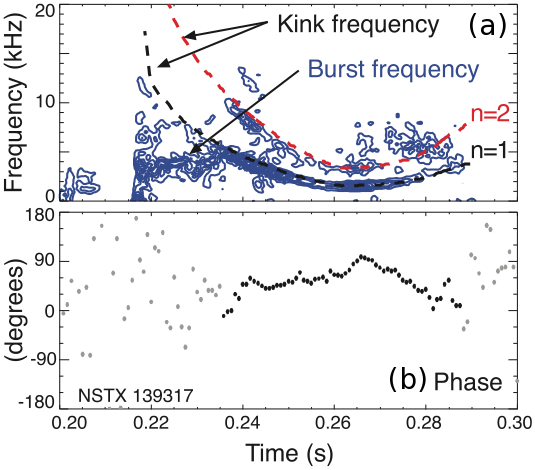 20
Kink frequency
(a)
Burst frequency
Frequency (kHz)
10
n=2
n=1
0
180
90
0
-90
-180
(degrees)
(b) Phase
NSTX 139317
0.20
0.22
0.24
0.26
0.28
0.30
Time (s)